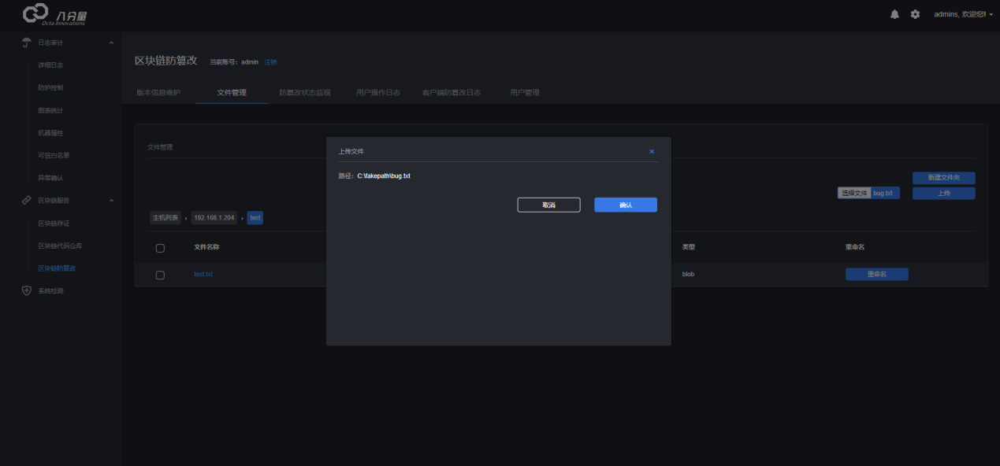 八分量
Octa Innovations
admins, 欢迎您!
日志审计
详细日志
防护控制
图表统计
机器属性
可信白名单
异常确认
区块链服务
区块链存证
区块链代码仓库
区块链防篡改
系统检测
区块链防篡改 当前账号: admin 注销
版本信息维护 文件管理 防篡改状态监视 用户操作日志 客户端防篡改日志 用户管理
文件管理
上传文件 ×
路径: C:\fakepath\bug.txt
取消 确认
新建文件夹
选择文件 bug.txt 上传
主机列表 192.168.1.204 test
文件名称 类型 重命名
test.txt blob 重命名